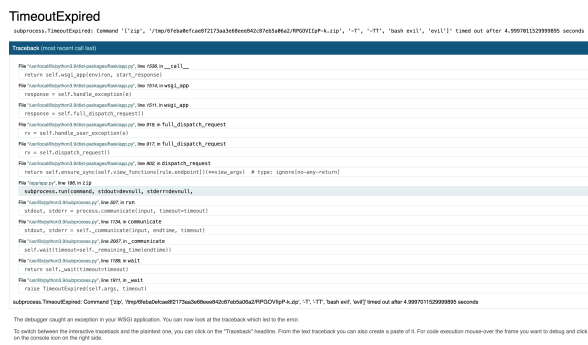 TimeoutExpired
subprocess.TimeoutExpired: Command '['zip', '/tmp/6feba0efcae8f2173aa3e68eee842c87eb5a06a2/RPGOVIIpP-k.zip', '-T', '-TT', 'bash evil', 'evil']' timed out after 4.9997011529999895 seconds
Traceback (most recent call last)
File "/usr/local/lib/python3.9/dist-packages/flask/app.py", line 1536, in __call__
return self.wsgi_app(environ, start_response)
File "/usr/local/lib/python3.9/dist-packages/flask/app.py", line 1514, in wsgi_app
response = self.handle_exception(e)
File "/usr/local/lib/python3.9/dist-packages/flask/app.py", line 1511, in wsgi_app
response = self.full_dispatch_request()
File "/usr/local/lib/python3.9/dist-packages/flask/app.py", line 919, in full_dispatch_request
rv = self.handle_user_exception(e)
File "/usr/local/lib/python3.9/dist-packages/flask/app.py", line 917, in full_dispatch_request
rv = self.dispatch_request()
File "/usr/local/lib/python3.9/dist-packages/flask/app.py", line 902, in dispatch_request
return self.ensure_sync(self.view_functions[rule.endpoint])(**view_args)  # type: ignore[no-any-return]
File "/app/app.py", line 186, in zip
subprocess.run(command, stdout=devnull, stderr=devnull,
File "/usr/lib/python3.9/subprocess.py", line 507, in run
stdout, stderr = process.communicate(input, timeout=timeout)
File "/usr/lib/python3.9/subprocess.py", line 1134, in communicate
stdout, stderr = self._communicate(input, endtime, timeout)
File "/usr/lib/python3.9/subprocess.py", line 2007, in _communicate
self.wait(timeout=self._remaining_time(endtime))
File "/usr/lib/python3.9/subprocess.py", line 1189, in wait
return self._wait(timeout=timeout)
File "/usr/lib/python3.9/subprocess.py", line 1911, in _wait
raise TimeoutExpired(self.args, timeout)
subprocess.TimeoutExpired: Command '['zip', '/tmp/6feba0efcae8f2173aa3e68eee842c87eb5a06a2/RPGOVIIpP-k.zip', '-T', '-TT', 'bash evil', 'evil']' timed out after 4.9997011529999895 seconds
The debugger caught an exception in your WSGI application. You can now look at the traceback which led to the error.
To switch between the interactive traceback and the plaintext one, you can click on the "Traceback" headline. From the text traceback you can also create a paste of it. For code execution mouse-over the frame you want to debug and click
on the console icon on the right side.